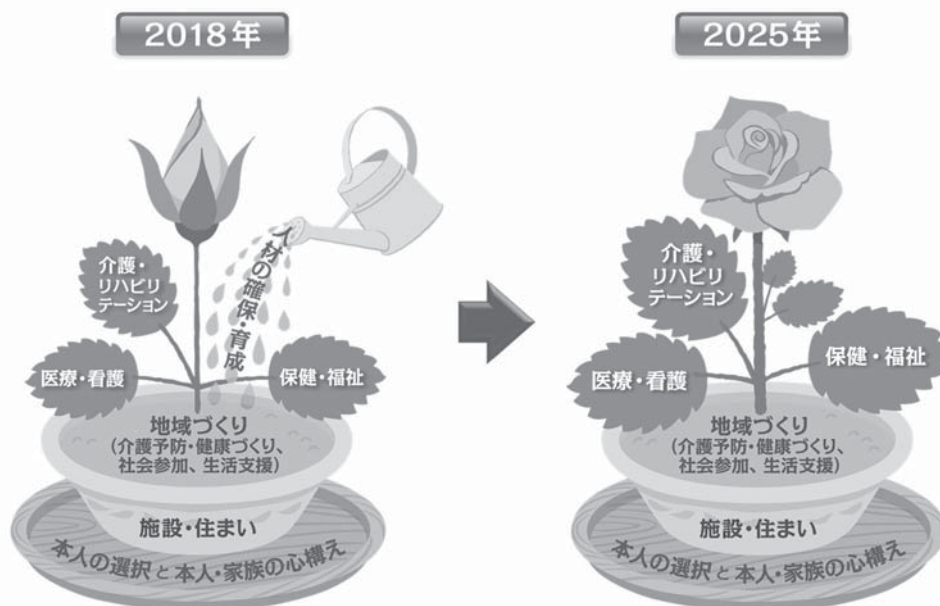 2018年
人材の確保・育成
介護・
リハビリ
テーション
医療・看護
保健・福祉
地域づくり
(介護予防・健康づくり、
社会参加、生活支援)
施設・住まい
本人の選択と本人・家族の心構え
2025年
介護・
リハビリ
テーション
医療・看護
保健・福祉
地域づくり
(介護予防・健康づくり、
社会参加、生活支援)
施設・住まい
本人の選択と本人・家族の心構え